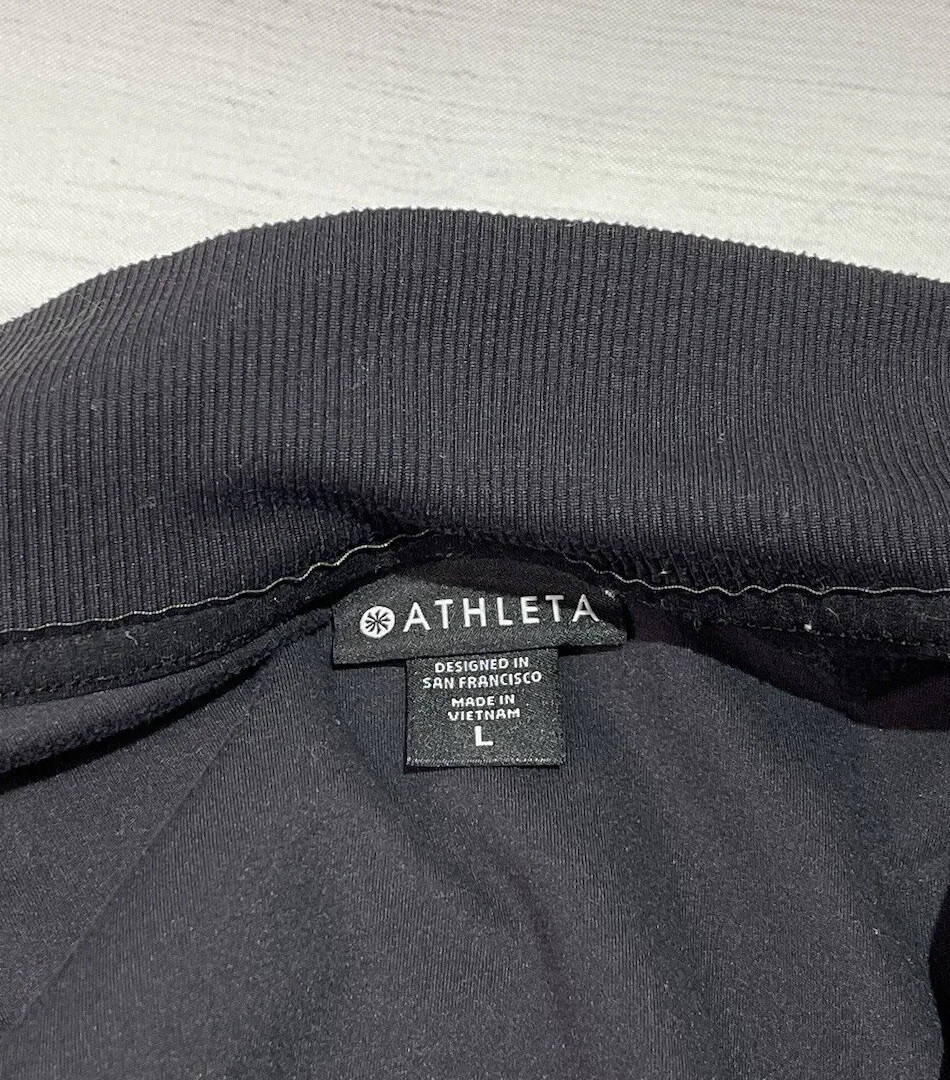 ATHLETA
DESIGNED IN
SAN FRANCISCO
MADE IN
VIETNAM
L